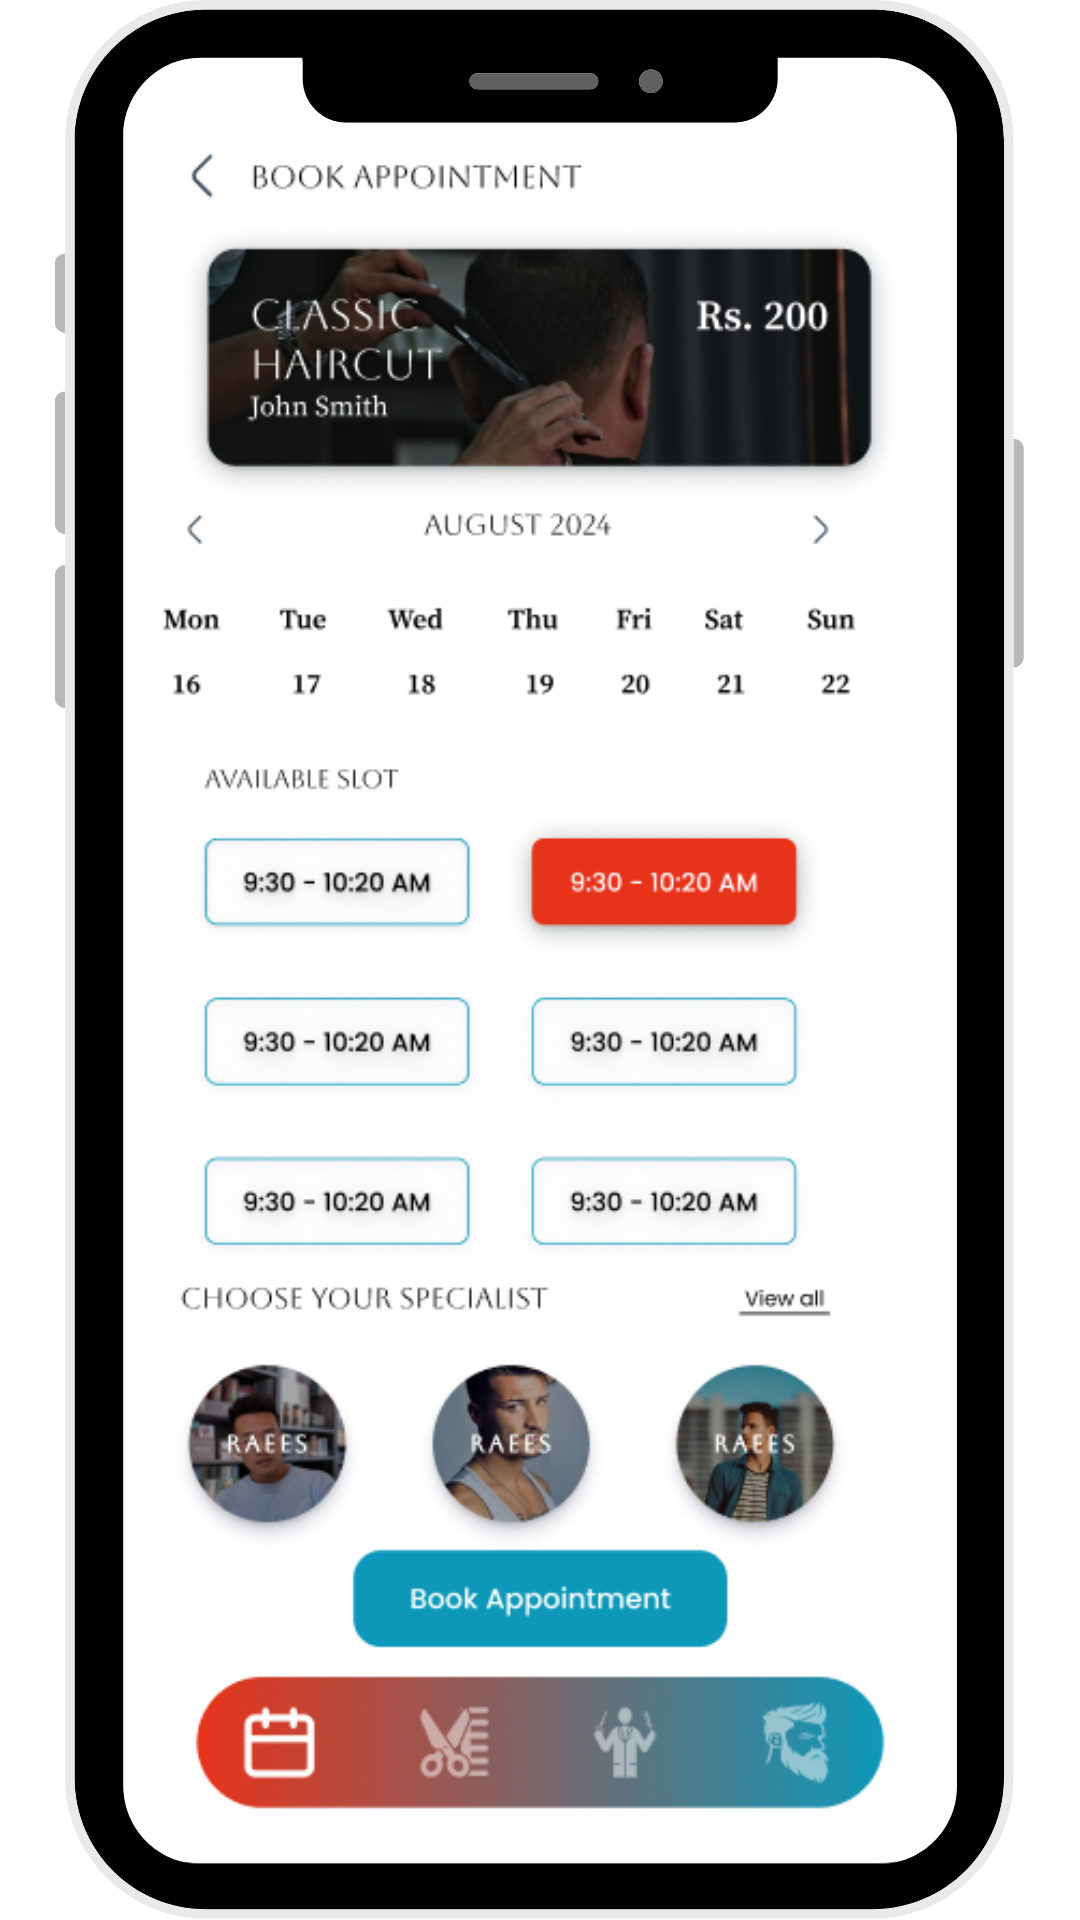 BOOK APPOINTMENT
CLASSIC
HAIRCUT
John Smith
Rs. 200
AUGUST 2024
Mon Tue Wed Thu Fri Sat Sun
16 17 18 19 20 21 22
AVAILABLE SLOT
9:30 - 10:20 AM 9:30 - 10:20 AM
9:30 - 10:20 AM 9:30 - 10:20 AM
9:30 - 10:20 AM 9:30 - 10:20 AM
CHOOSE YOUR SPECIALIST View all
RAEES RAEES RAEES
Book Appointment